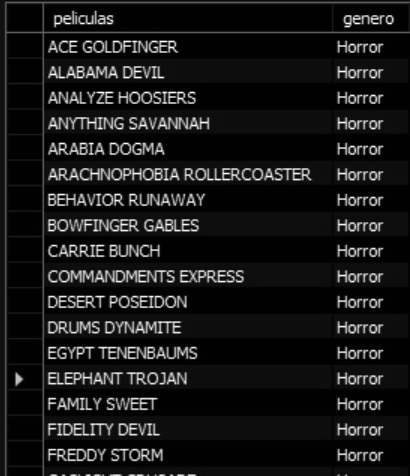 peliculas genero
ACE GOLDFINGER Horror
ALABAMA DEVIL Horror
ANALYZE HOOSIERS Horror
ANYTHING SAVANNAH Horror
ARABIA DOGMA Horror
ARACHNOPHOBIA ROLLERCOASTER Horror
BEHAVIOR RUNAWAY Horror
BOWFINGER GABLES Horror
CARRIE BUNCH Horror
COMMANDMENTS EXPRESS Horror
DESERT POSEIDON Horror
DRUMS DYNAMITE Horror
EGYPT TENENBAUMS Horror
ELEPHANT TROJAN Horror
FAMILY SWEET Horror
FIDELITY DEVIL Horror
FREDDY STORM Horror